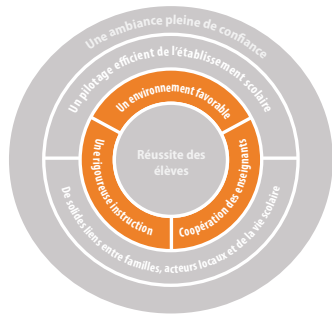 Une ambiance pleine de confiance
Un pilotage efficient de l'établissement scolaire
Un environnement favorable
Réussite des
élèves
Une rigoureuse instruction
Coopération des enseignants
De solides liens entre familles, acteurs locaux et de la vie scolaire